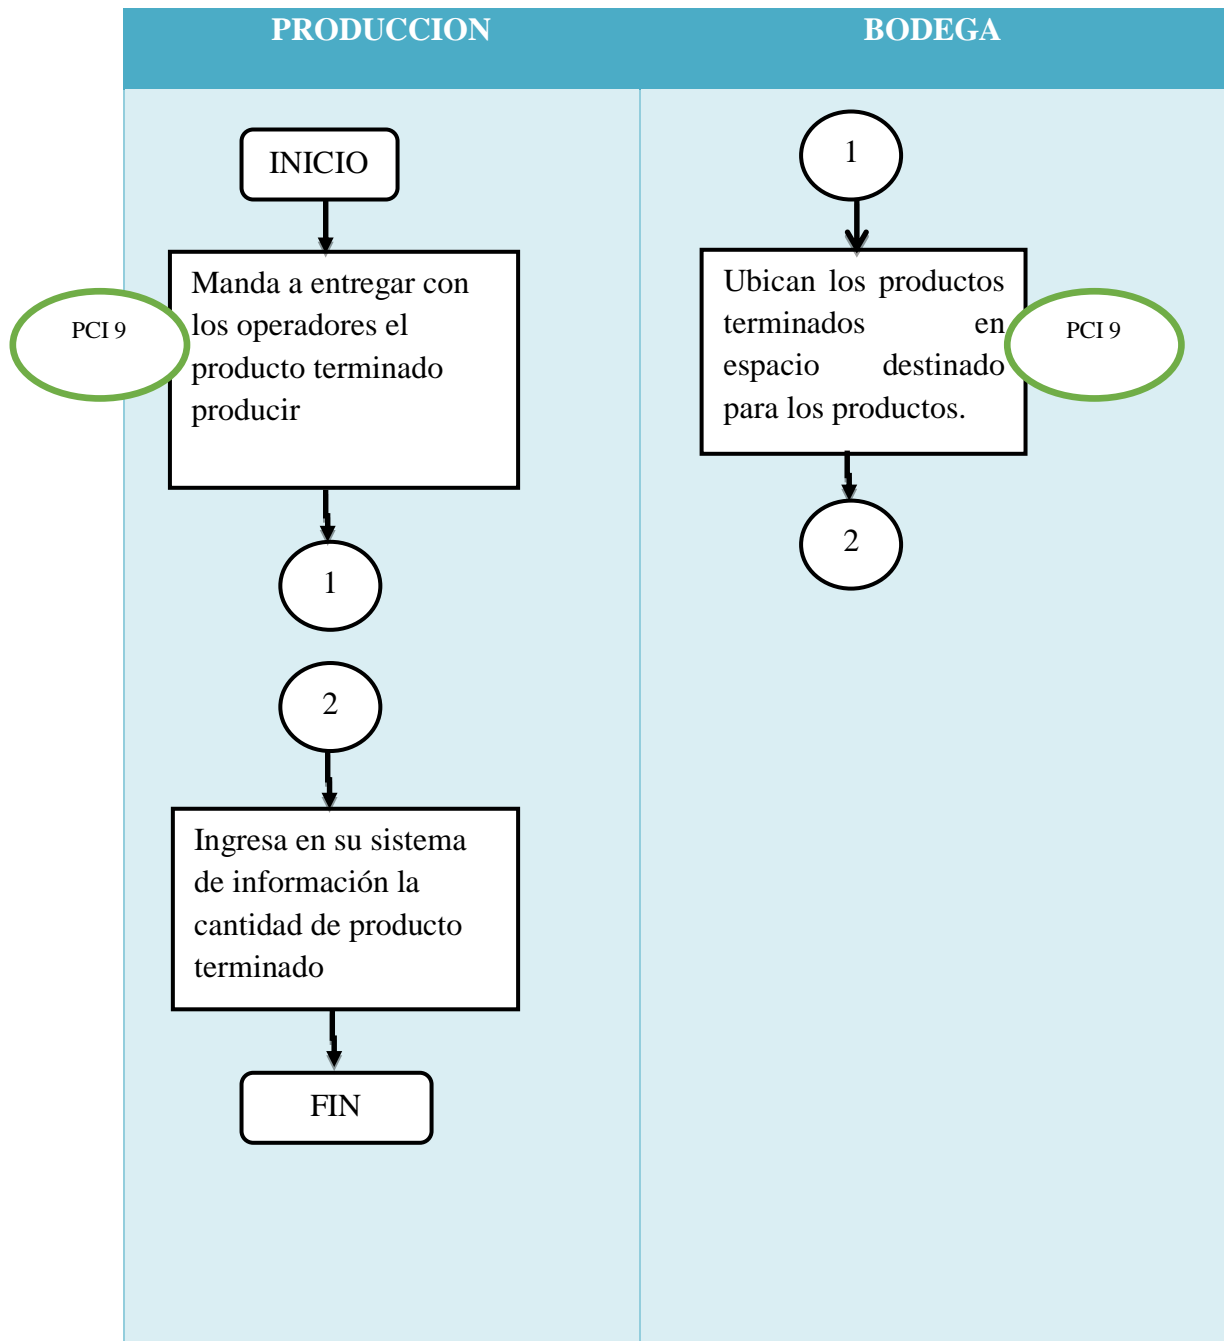 PRODUCCION
BODEGA
INICIO
Manda a entregar con
los operadores el
producto terminado
producir
PCI 9
1
2
Ingresa en su sistema
de información la
cantidad de producto
terminado
FIN
1
Ubican los productos
terminados en
espacio destinado
para los productos.
PCI 9
2